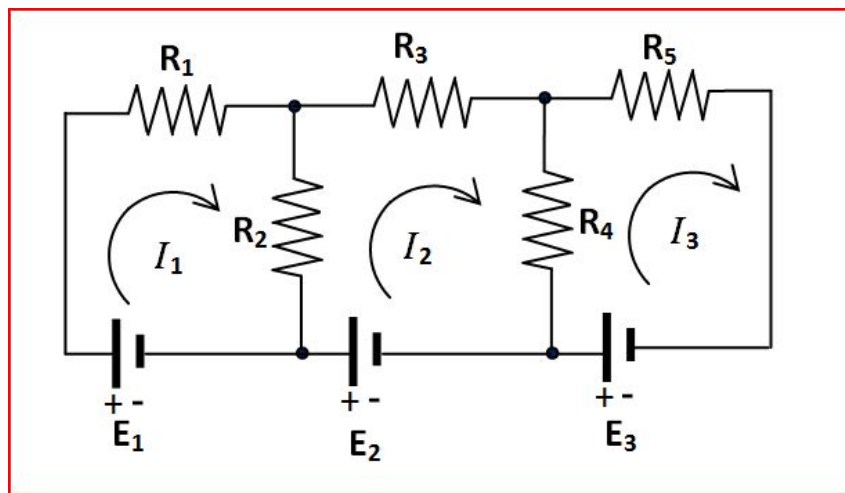 R₁
R₃
R₅
R₂
R₄
I₁
I₂
I₃
+ -
E₁
+ -
E₂
+ -
E₃